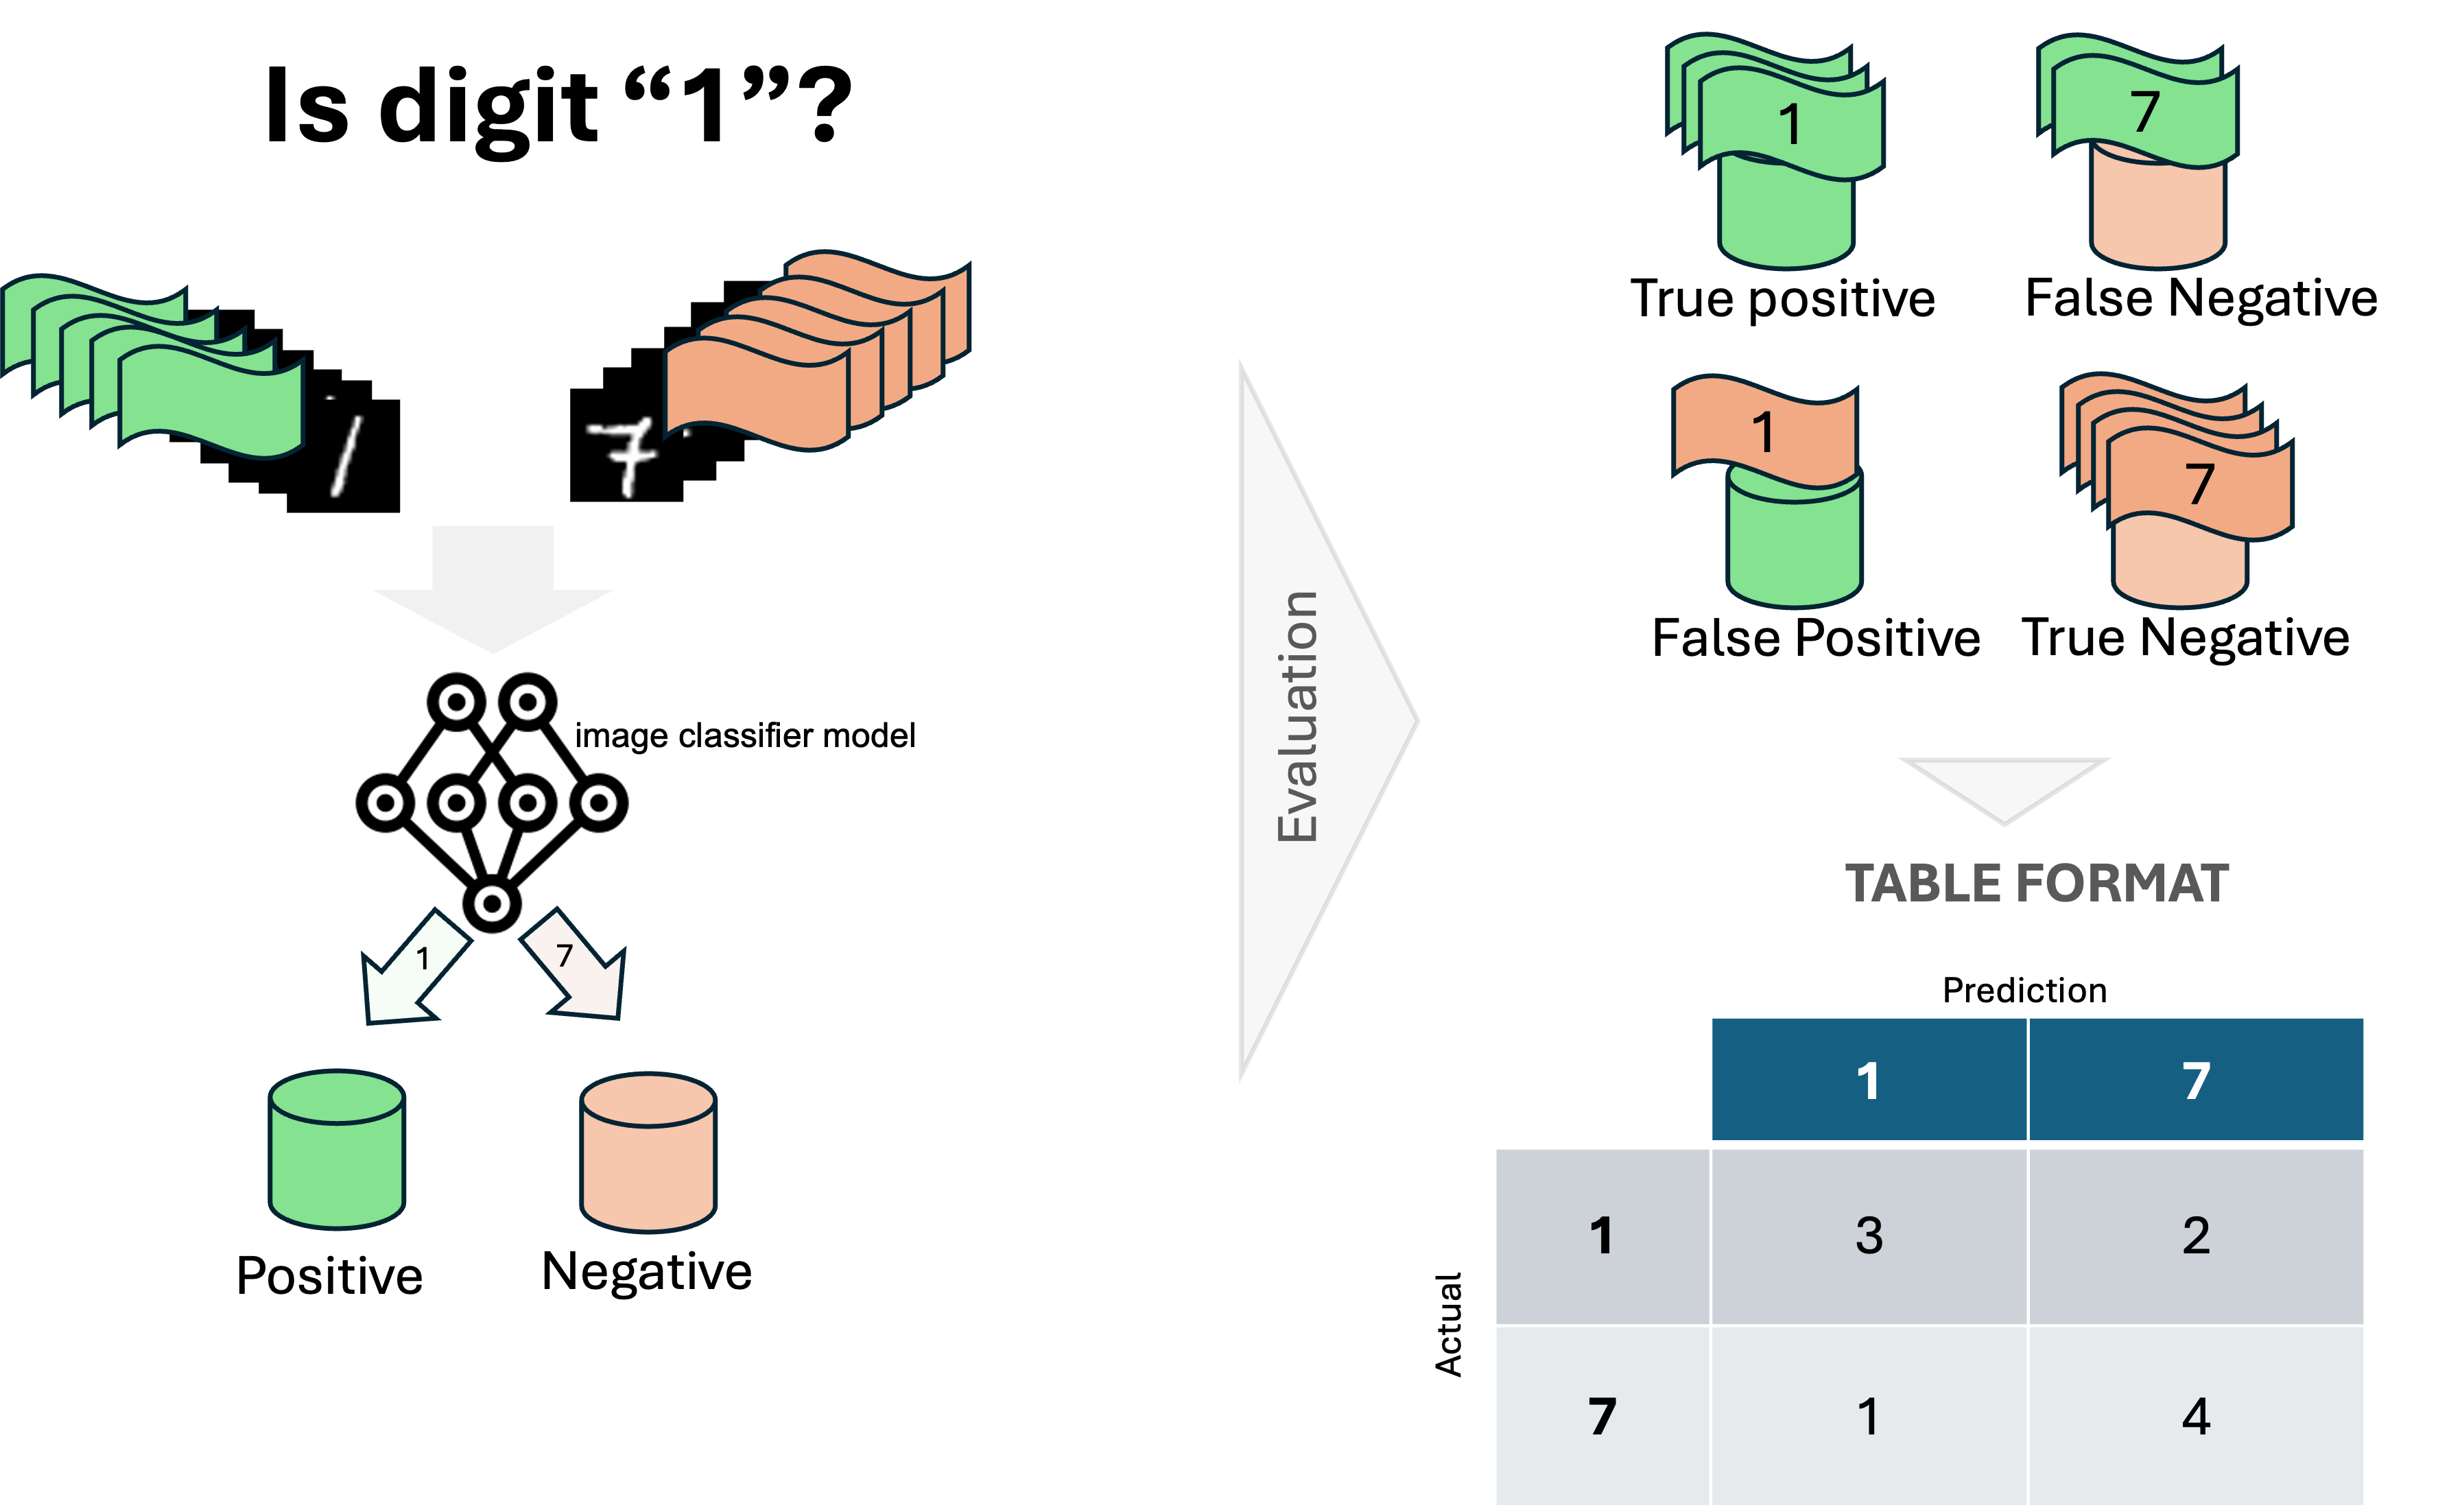 Is digit “1”?
1
7
image classifier model
1
7
Positive
Negative
Evaluation
1
7
True positive
False Negative
1
7
False Positive
True Negative
TABLE FORMAT
Prediction
1 7
Actual
1 3 2
7 1 4